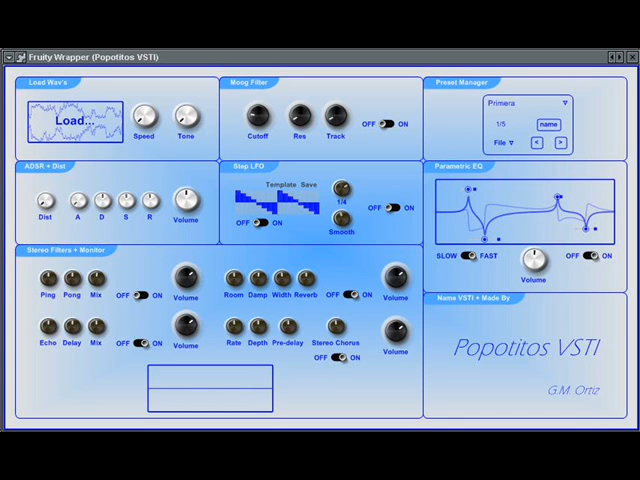 Fruity Wrapper (Popotitos VSTI)
Load Wav's
Load...
Speed
Tone
Moog Filter
Cutoff
Res
Track
OFF
ON
Preset Manager
Primera
1/5
name
File
<
>
ADSR + Dist
Dist
A
D
S
R
Volume
Step LFO
Template Save
OFF
ON
1/4
Smooth
OFF
ON
Parametric EQ
SLOW
FAST
Volume
OFF
ON
Stereo Filters + Monitor
Ping
Pong
Mix
OFF
ON
Volume
Room
Damp
Width
Reverb
OFF
ON
Volume
Echo
Delay
Mix
OFF
ON
Volume
Rate
Depth
Pre-delay
Stereo Chorus
OFF
ON
Volume
Name VSTI + Made By
Popotitos VSTI
G.M. Ortiz